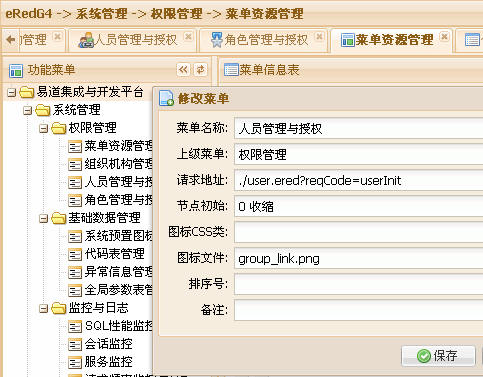 eRedG4 -> 系统管理 -> 权限管理 -> 菜单资源管理
管理 人员管理与授权 角色管理与授权 菜单资源管理
功能菜单 菜单信息表
易道集成与开发平台
系统管理
权限管理
菜单资源管理
组织机构管理
人员管理与授
角色管理与授
基础数据管理
系统预置图标
代码表管理
异常信息管理
全局参数表管
监控与日志
SQL性能监控
会话监控
服务监控
修改菜单
菜单名称: 人员管理与授权
上级菜单: 权限管理
请求地址: ./user.ered?reqCode=userInit
节点初始: 0 收缩
图标CSS类:
图标文件: group_link.png
排序号:
备注:
保存